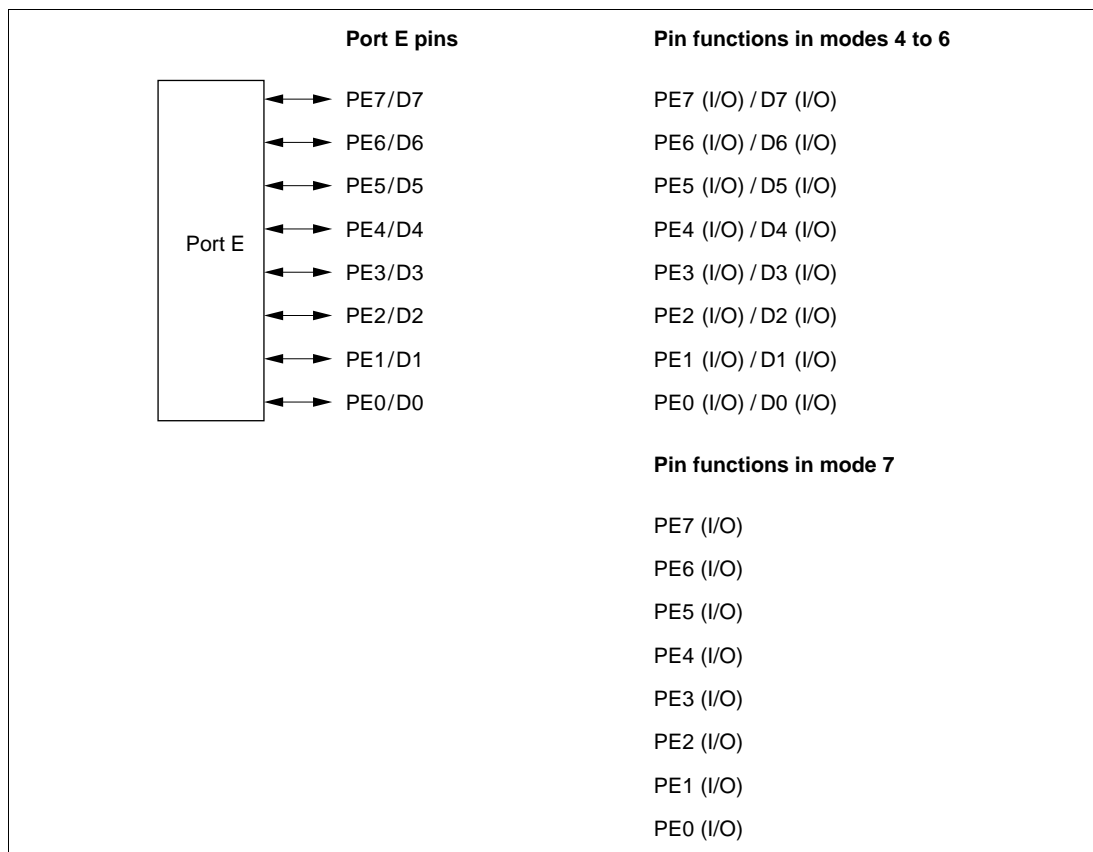 Port E pins Pin functions in modes 4 to 6
PE7/D7 PE7 (I/O) / D7 (I/O)
PE6/D6 PE6 (I/O) / D6 (I/O)
PE5/D5 PE5 (I/O) / D5 (I/O)
PE4/D4 PE4 (I/O) / D4 (I/O)
Port E
PE3/D3 PE3 (I/O) / D3 (I/O)
PE2/D2 PE2 (I/O) / D2 (I/O)
PE1/D1 PE1 (I/O) / D1 (I/O)
PE0/D0 PE0 (I/O) / D0 (I/O)
Pin functions in mode 7
PE7 (I/O)
PE6 (I/O)
PE5 (I/O)
PE4 (I/O)
PE3 (I/O)
PE2 (I/O)
PE1 (I/O)
PE0 (I/O)